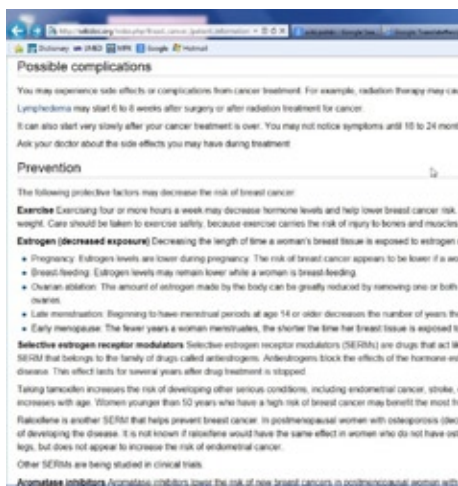 wikidoc.org/index.php/Breast_cancer_(patient_information)
Dictionary
Google
Hotmail
Possible complications
You may experience side effects or complications from cancer treatment. For example, radiation therapy may cau
Lymphedema may start 6 to 8 weeks after surgery or after radiation treatment for cancer.
It can also start very slowly after your cancer treatment is over. You may not notice symptoms until 18 to 24 mont
Ask your doctor about the side effects you may have during treatment
Prevention
The following protective factors may decrease the risk of breast cancer:
Exercise Exercising four or more hours a week may decrease hormone levels and help lower breast cancer risk.
weight. Care should be taken to exercise safely, because exercise carries the risk of injury to bones and muscles
Estrogen (decreased exposure) Decreasing the length of time a woman's breast tissue is exposed to estrogen
Pregnancy: Estrogen levels are lower during pregnancy. The risk of breast cancer appears to be lower if a wo
Breast-feeding: Estrogen levels may remain lower while a woman is breast-feeding.
Ovarian ablation: The amount of estrogen made by the body can be greatly reduced by removing one or both
ovaries.
Late menstruation: Beginning to have menstrual periods at age 14 or older decreases the number of years th
Early menopause: The fewer years a woman menstruates, the shorter the time her breast tissue is exposed t
Selective estrogen receptor modulators Selective estrogen receptor modulators (SERMs) are drugs that act lik
SERM that belongs to the family of drugs called antiestrogens. Antiestrogens block the effects of the hormone es
disease. This effect lasts for several years after drug treatment is stopped.
Taking tamoxifen increases the risk of developing other serious conditions, including endometrial cancer, stroke,
increases with age. Women younger than 50 years who have a high risk of breast cancer may benefit the most fr
Raloxifene is another SERM that helps prevent breast cancer. In postmenopausal women with osteoporosis (dec
of developing the disease. It is not known if raloxifene would have the same effect in women who do not have ost
legs, but does not appear to increase the risk of endometrial cancer.
Other SERMs are being studied in clinical trials.
Aromatase inhibitors Aromatase inhibitors lower the risk of new breast cancers in postmenopausal women with